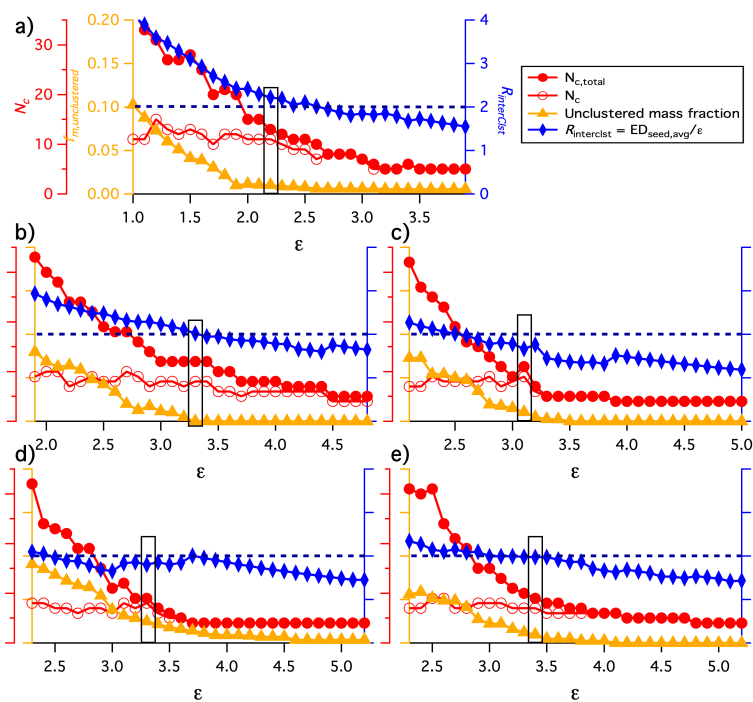 a)
35
30
20
10
0
N_c
0.20
0.15
0.10
0.05
0.00
f_m,unclustered
4
3
2
1
0
R_interClst
1.0 1.5 2.0 2.5 3.0 3.5
ε
N_c,total
N_c
Unclustered mass fraction
R_interclst = ED_seed,avg/ε
b)
2.0 2.5 3.0 3.5 4.0 4.5
ε
c)
2.5 3.0 3.5 4.0 4.5 5.0
ε
d)
2.5 3.0 3.5 4.0 4.5 5.0
ε
e)
2.5 3.0 3.5 4.0 4.5 5.0
ε